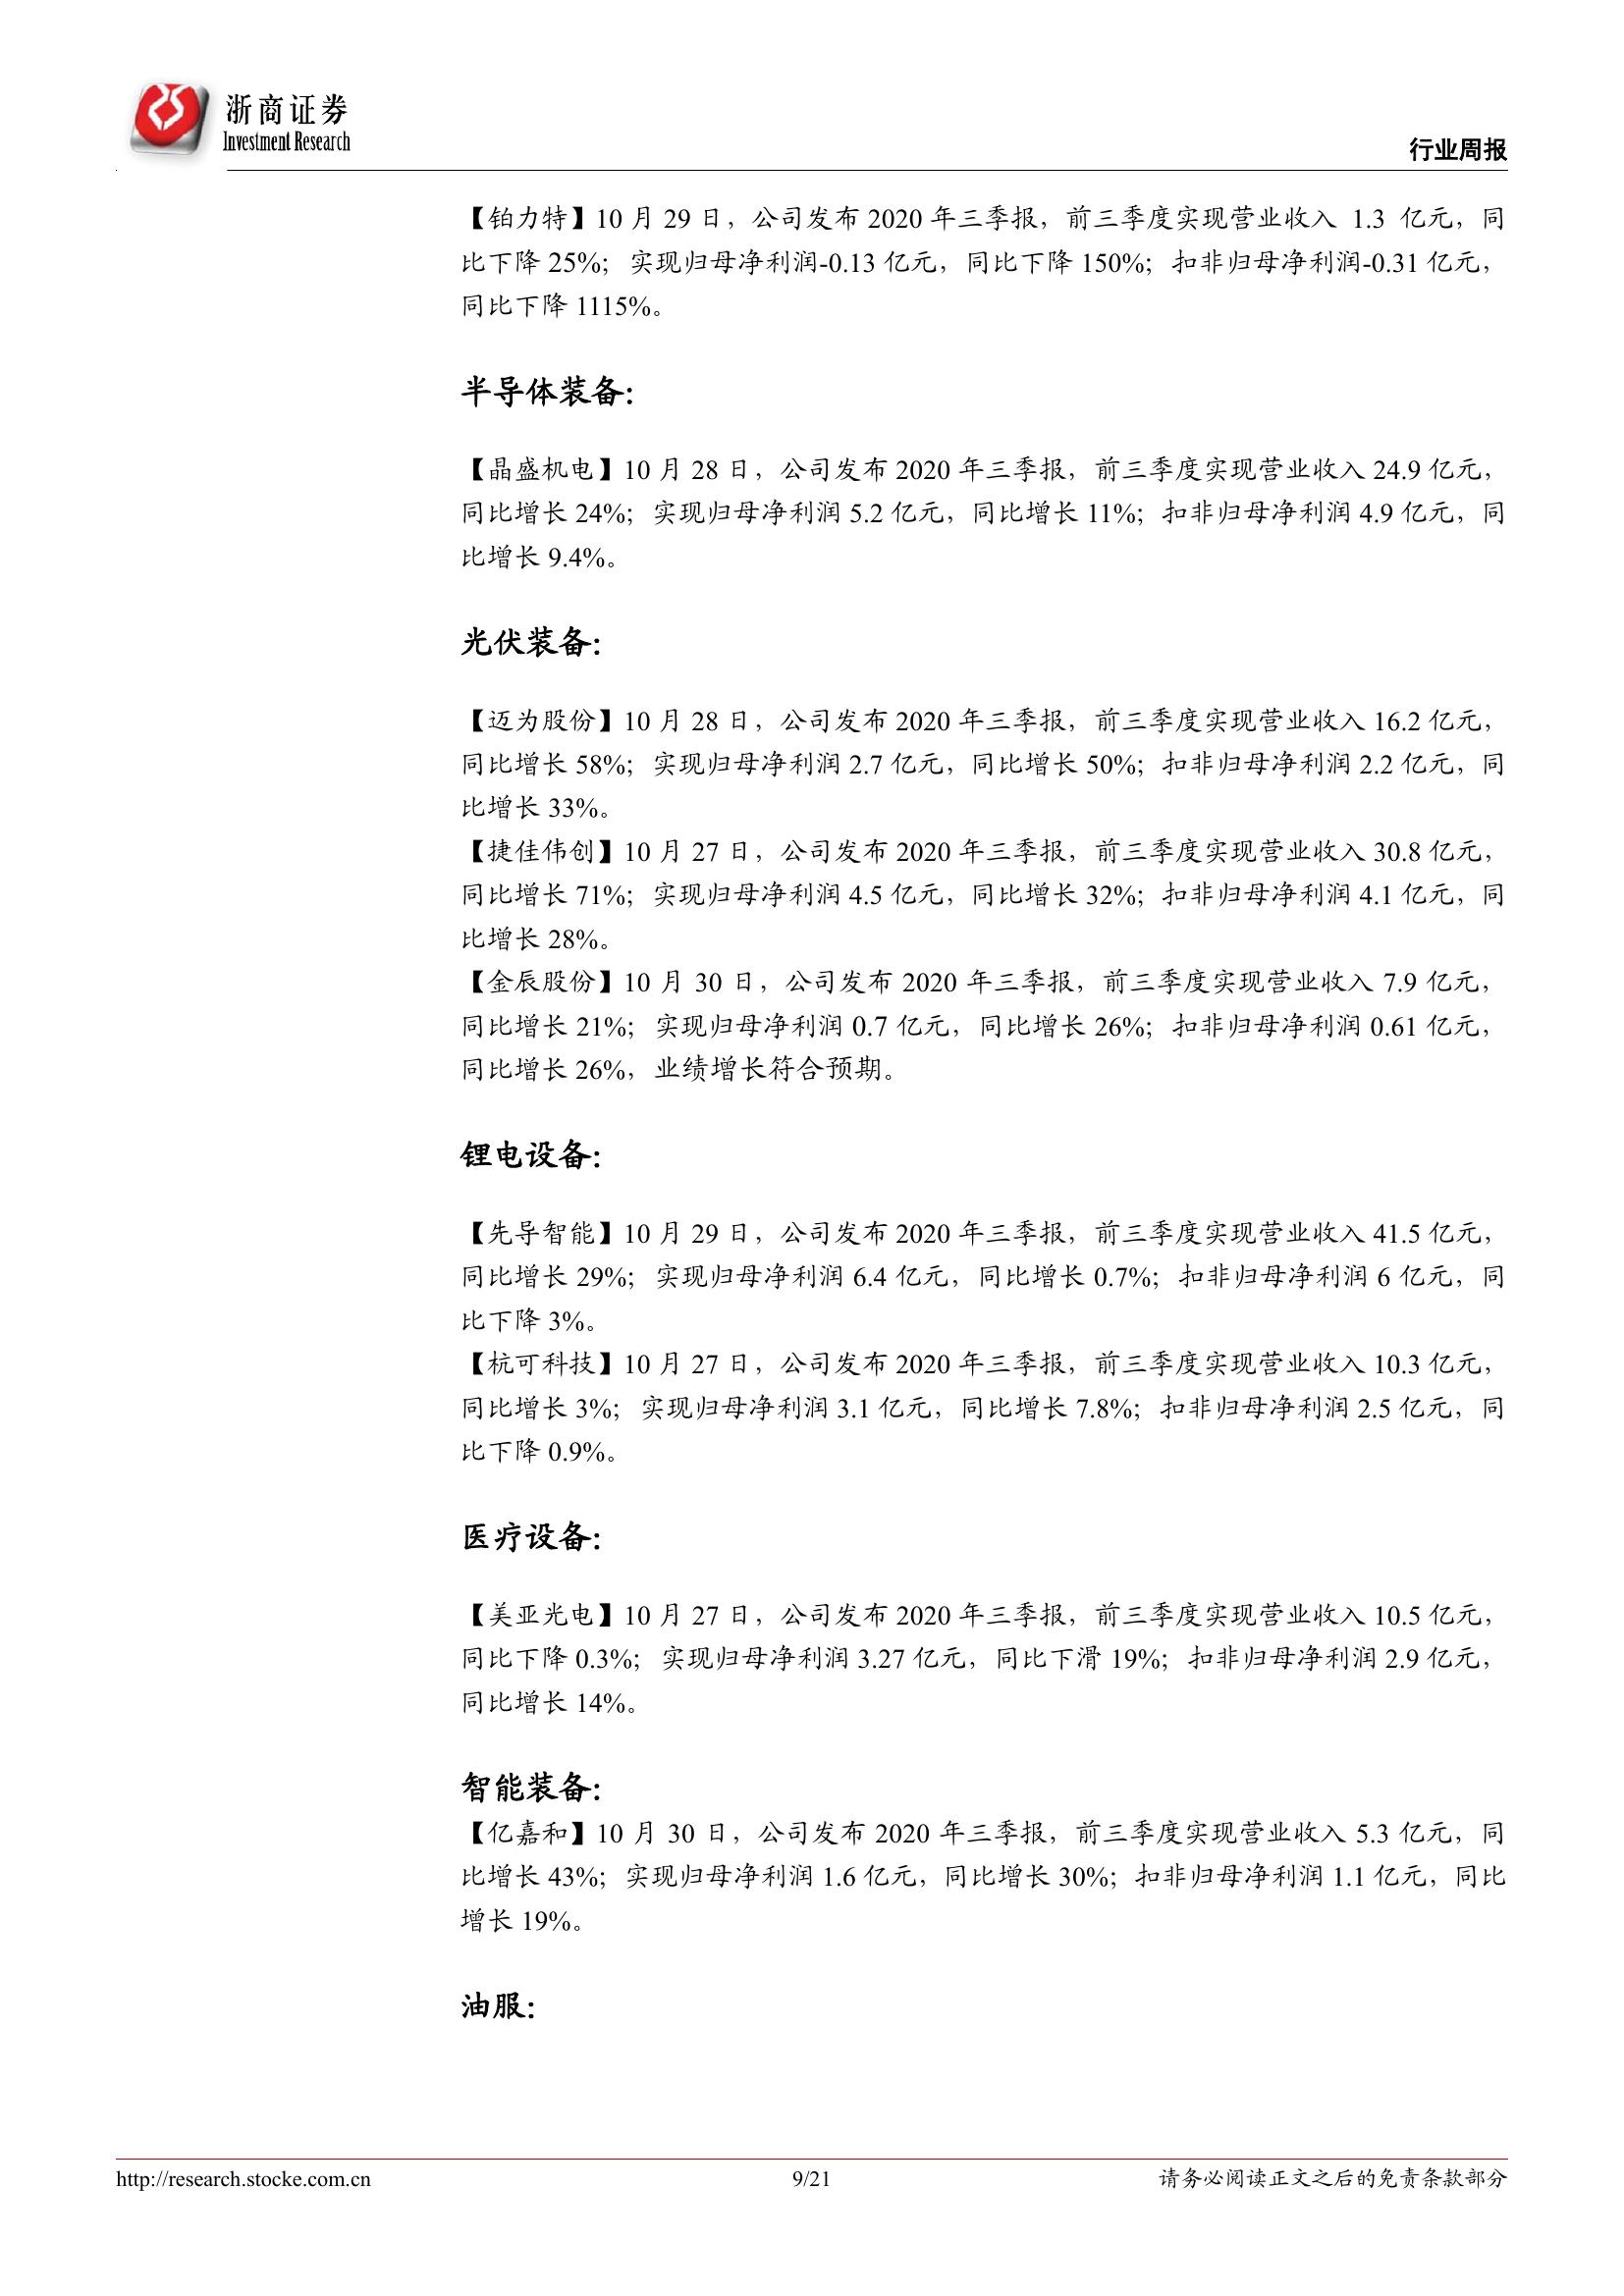 浙商证券
Investment Research
行业周报
【铂力特】10 月 29 日，公司发布 2020 年三季报，前三季度实现营业收入 1.3 亿元，同
比下降 25%；实现归母净利润-0.13 亿元，同比下降 150%；扣非归母净利润-0.31 亿元，
同比下降 1115%。
半导体装备：
【晶盛机电】10 月 28 日，公司发布 2020 年三季报，前三季度实现营业收入 24.9 亿元，
同比增长 24%；实现归母净利润 5.2 亿元，同比增长 11%；扣非归母净利润 4.9 亿元，同
比增长 9.4%。
光伏装备：
【迈为股份】10 月 28 日，公司发布 2020 年三季报，前三季度实现营业收入 16.2 亿元，
同比增长 58%；实现归母净利润 2.7 亿元，同比增长 50%；扣非归母净利润 2.2 亿元，同
比增长 33%。
【捷佳伟创】10 月 27 日，公司发布 2020 年三季报，前三季度实现营业收入 30.8 亿元，
同比增长 71%；实现归母净利润 4.5 亿元，同比增长 32%；扣非归母净利润 4.1 亿元，同
比增长 28%。
【金辰股份】10 月 30 日，公司发布 2020 年三季报，前三季度实现营业收入 7.9 亿元，
同比增长 21%；实现归母净利润 0.7 亿元，同比增长 26%；扣非归母净利润 0.61 亿元，
同比增长 26%，业绩增长符合预期。
锂电设备：
【先导智能】10 月 29 日，公司发布 2020 年三季报，前三季度实现营业收入 41.5 亿元，
同比增长 29%；实现归母净利润 6.4 亿元，同比增长 0.7%；扣非归母净利润 6 亿元，同
比下降 3%。
【杭可科技】10 月 27 日，公司发布 2020 年三季报，前三季度实现营业收入 10.3 亿元，
同比增长 3%；实现归母净利润 3.1 亿元，同比增长 7.8%；扣非归母净利润 2.5 亿元，同
比下降 0.9%。
医疗设备：
【美亚光电】10 月 27 日，公司发布 2020 年三季报，前三季度实现营业收入 10.5 亿元，
同比下降 0.3%；实现归母净利润 3.27 亿元，同比下滑 19%；扣非归母净利润 2.9 亿元，
同比增长 14%。
智能装备：
【亿嘉和】10 月 30 日，公司发布 2020 年三季报，前三季度实现营业收入 5.3 亿元，同
比增长 43%；实现归母净利润 1.6 亿元，同比增长 30%；扣非归母净利润 1.1 亿元，同比
增长 19%。
油服：
http://research.stocke.com.cn
9/21
请务必阅读正文之后的免责条款部分